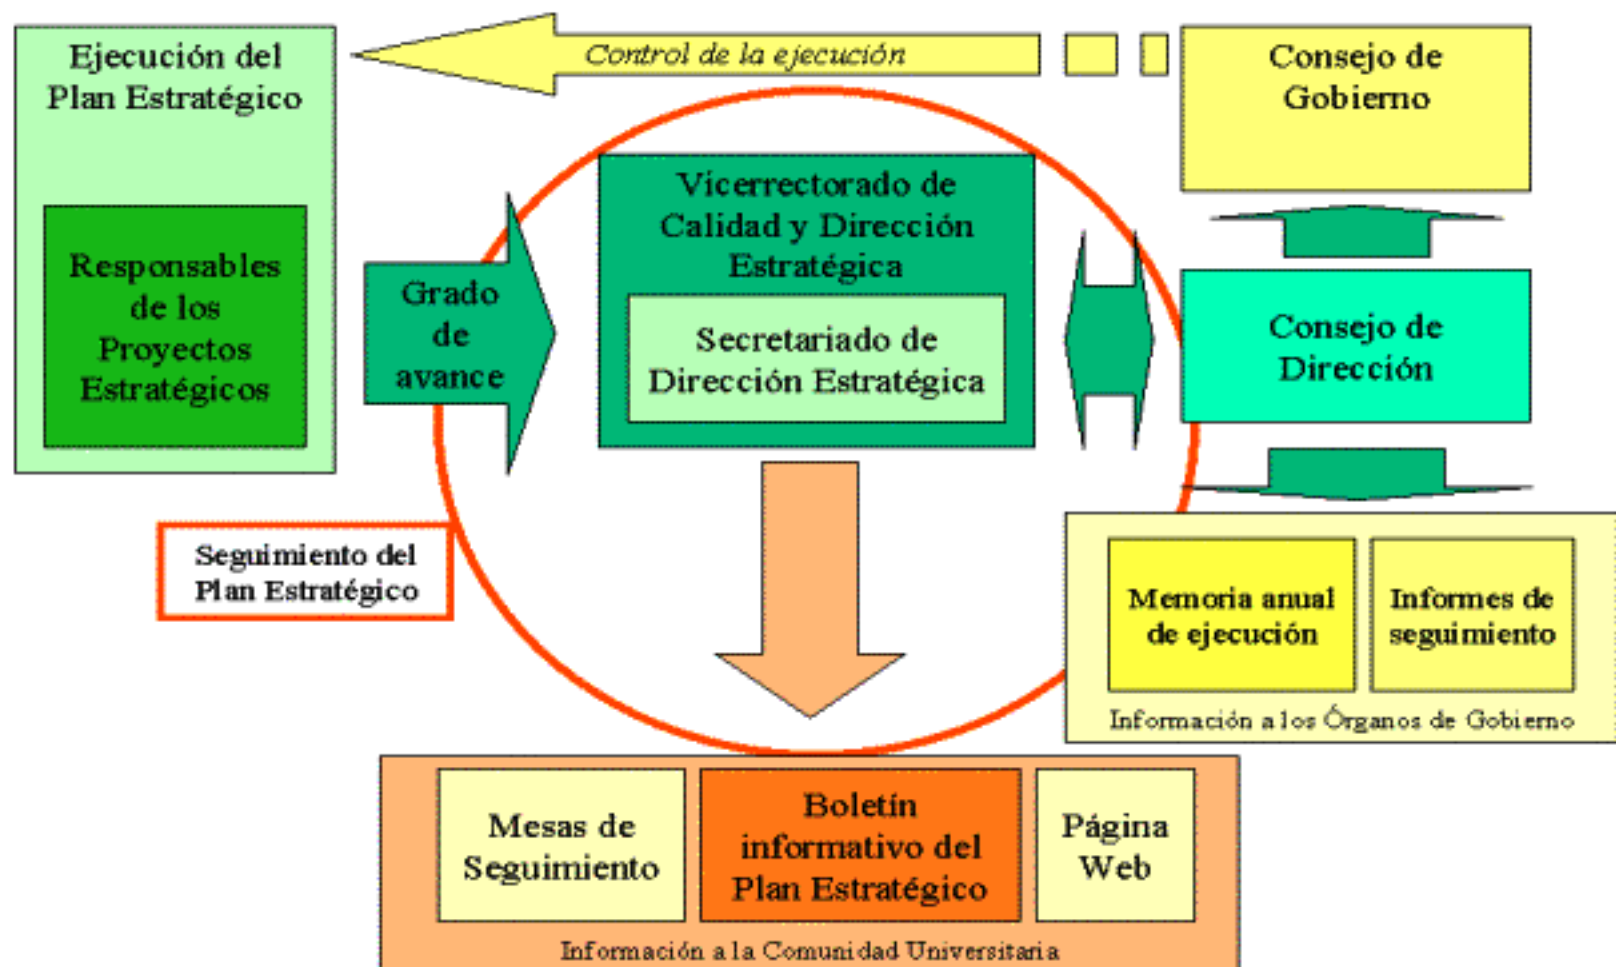 Ejecución del
Plan Estratégico
Responsables
de los
Proyectos
Estratégicos
Control de la ejecución
Consejo de
Gobierno
Grado
de
avance
Vicerrectorado de
Calidad y Dirección
Estratégica
Secretariado de
Dirección Estratégica
Consejo de
Dirección
Seguimiento del
Plan Estratégico
Memoria anual
de ejecución
Informes de
seguimiento
Información a los Órganos de Gobierno
Mesas de
Seguimiento
Boletín
informativo del
Plan Estratégico
Página
Web
Información a la Comunidad Universitaria